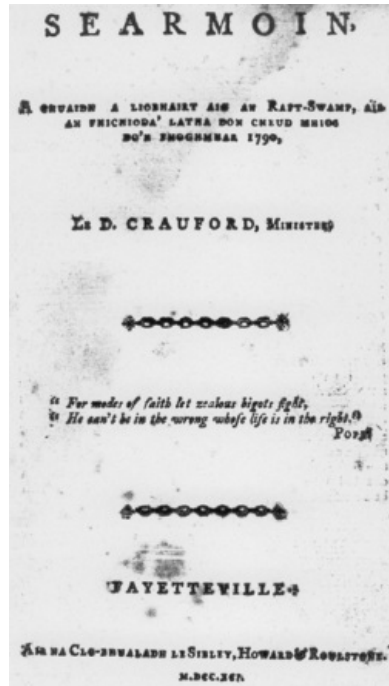 SEARMOIN,
A CHUAIDH A LIOBHAIRT AIG AN RAFT-SWAMP, AIR
AN FHICHIODA' LATHA DON CHEUD MHIOS
DO'N FHOGHMHAR 1790,
LE D. CRAUFORD, MINISTER.
“ For modes of faith let zealous bigots fight,
“ He can't be in the wrong whose life is in the right.”
POPE.
FAYETTEVILLE.
AIR NA CLO-BHUALADH LE SIBLEY, HOWARD & ROULSTONE.
M.DCC.XCI.